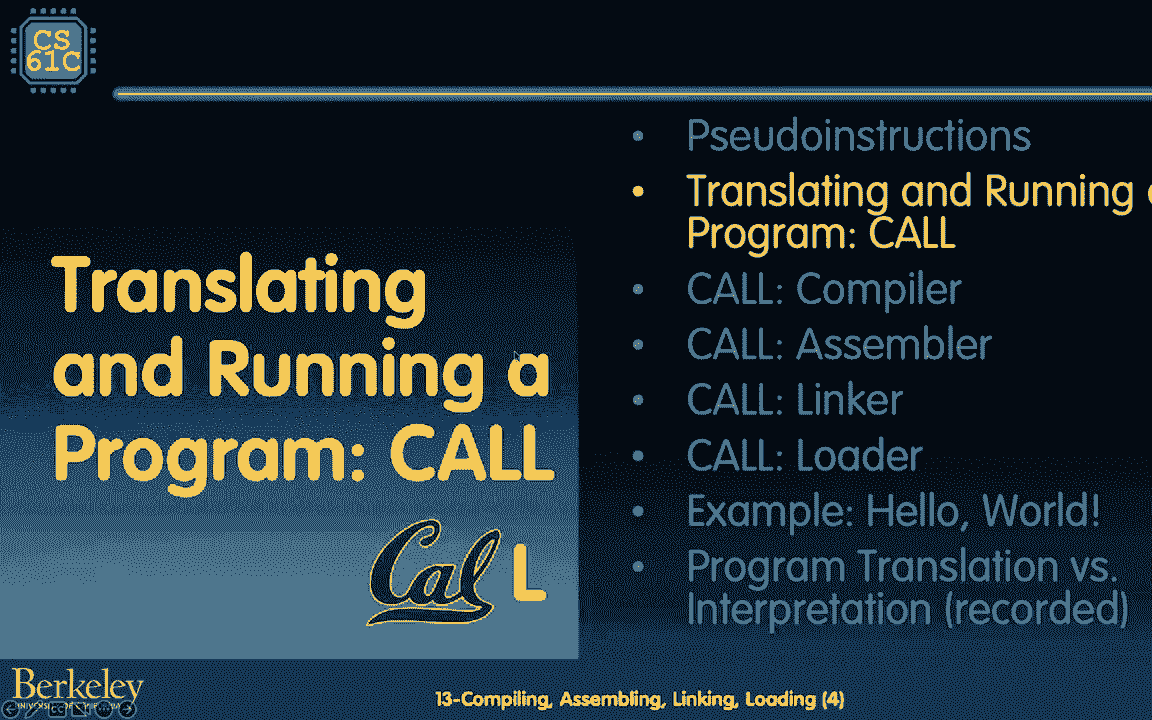 CS
61C
Translating
and Running a
Program: CALL
Cal L
• Pseudoinstructions
• Translating and Running
Program: CALL
• CALL: Compiler
• CALL: Assembler
• CALL: Linker
• CALL: Loader
• Example: Hello, World!
• Program Translation vs.
Interpretation (recorded)
Berkeley
13-Compiling, Assembling, Linking, Loading (4)